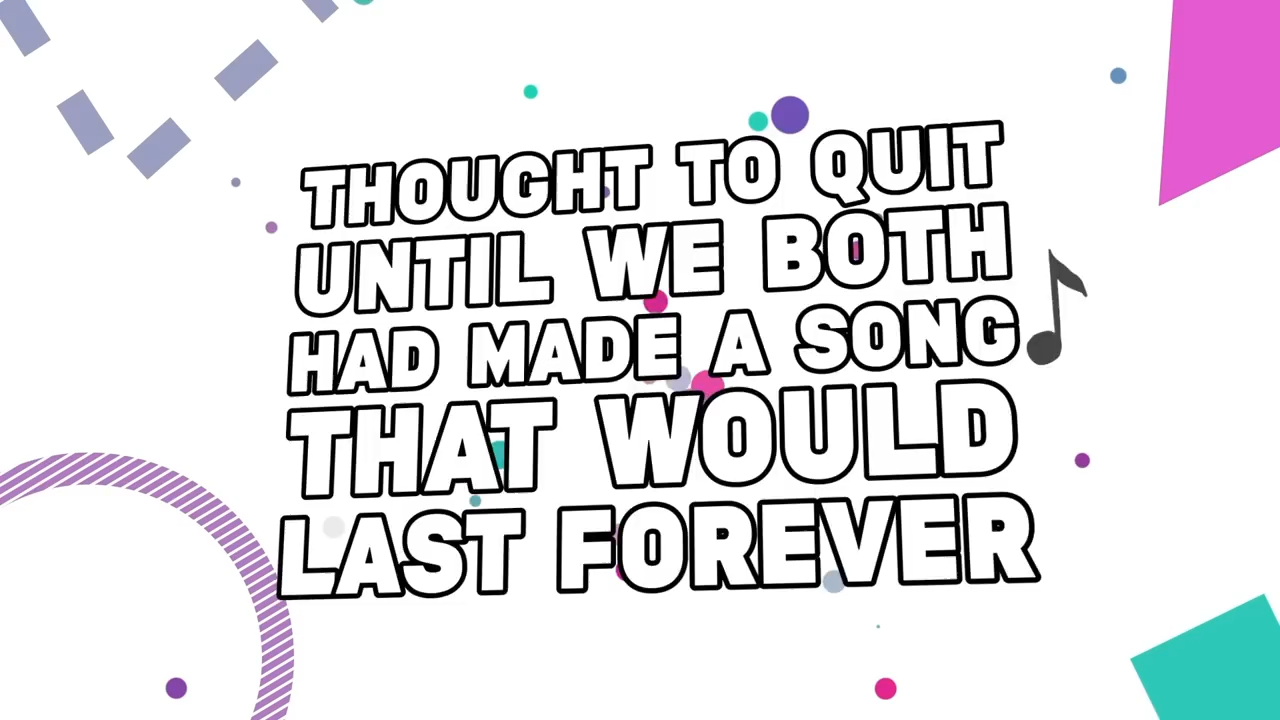 THOUGHT TO QUIT
UNTIL WE BOTH
HAD MADE A SONG
THAT WOULD
LAST FOREVER